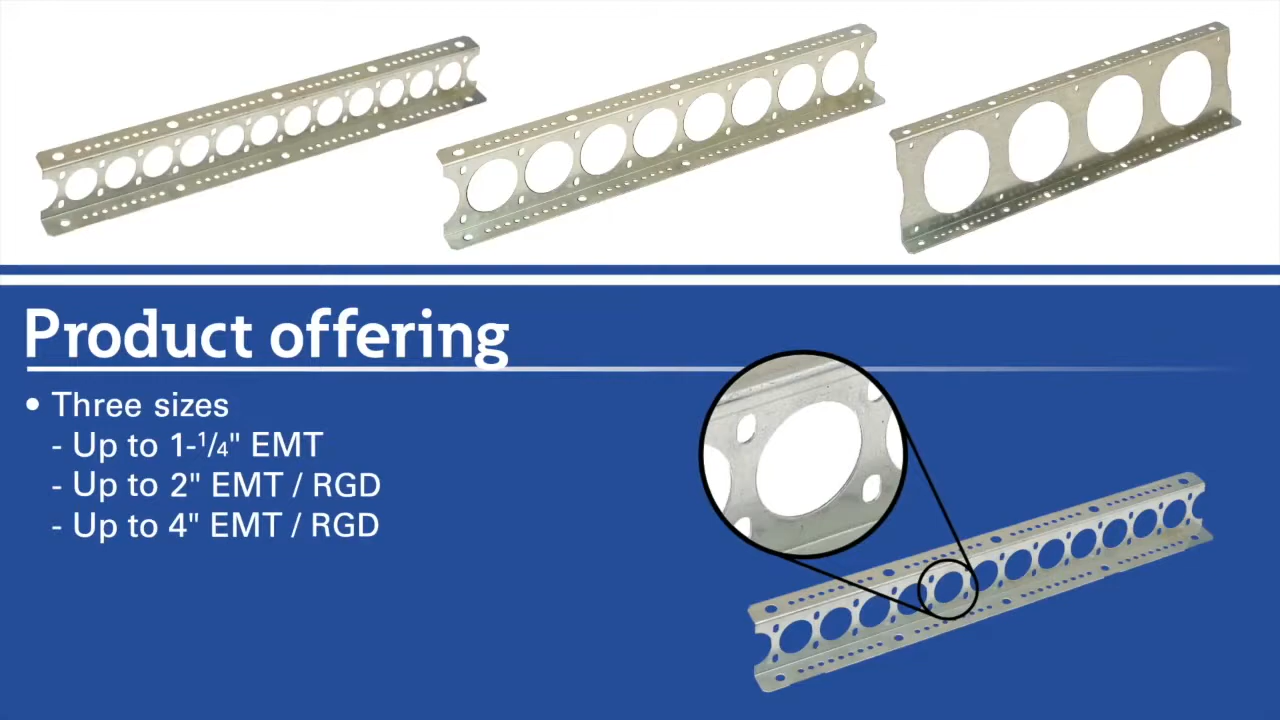 Product offering
• Three sizes
- Up to 1-¹/₄" EMT
- Up to 2" EMT / RGD
- Up to 4" EMT / RGD